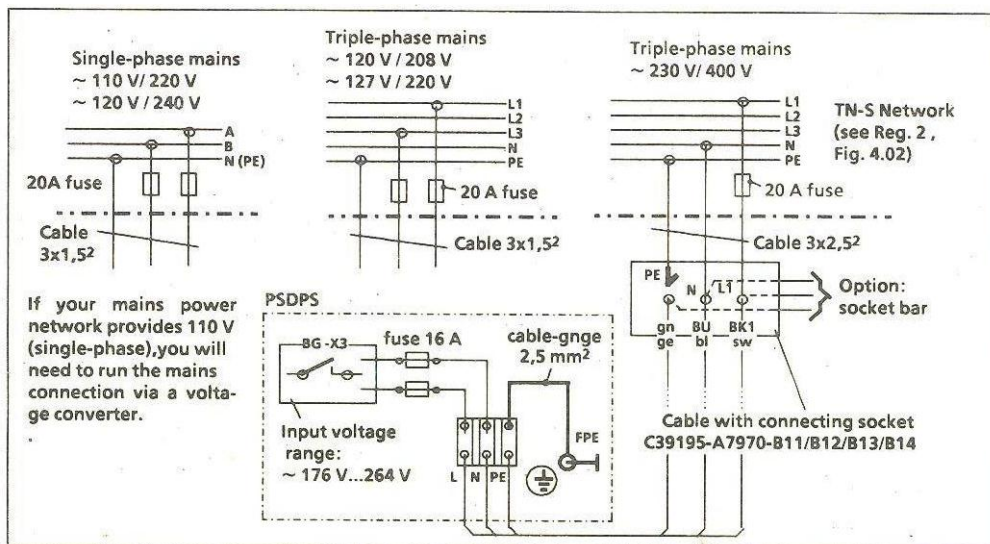 Single-phase mains
~ 110 V/ 220 V
~ 120 V / 240 V
A
B
N (PE)
20A fuse
Cable
3x1,5²
Triple-phase mains
~ 120 V / 208 V
~ 127 V / 220 V
L1
L2
L3
N
PE
20 A fuse
Cable 3x1,5²
Triple-phase mains
~ 230 V/ 400 V
L1
L2
L3
N
PE
TN-S Network
(see Reg. 2 ,
Fig. 4.02)
20 A fuse
Cable 3x2,5²
PE
N
L1
Option:
socket bar
gn
ge
BU
bl
BK1
sw
Cable with connecting socket
C39195-A7970-B11/B12/B13/B14
If your mains power
network provides 110 V
(single-phase),you will
need to run the mains
connection via a volta-
ge converter.
PSDPS
BG -X3
fuse 16 A
cable-gnge
2,5 mm²
Input voltage
range:
~ 176 V...264 V
L
N
PE
FPE